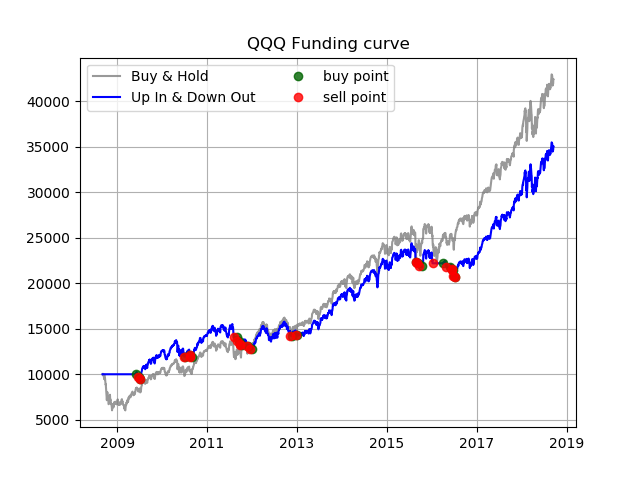 QQQ Funding curve
Buy & Hold
Up In & Down Out
buy point
sell point
40000
35000
30000
25000
20000
15000
10000
5000
2009 2011 2013 2015 2017 2019